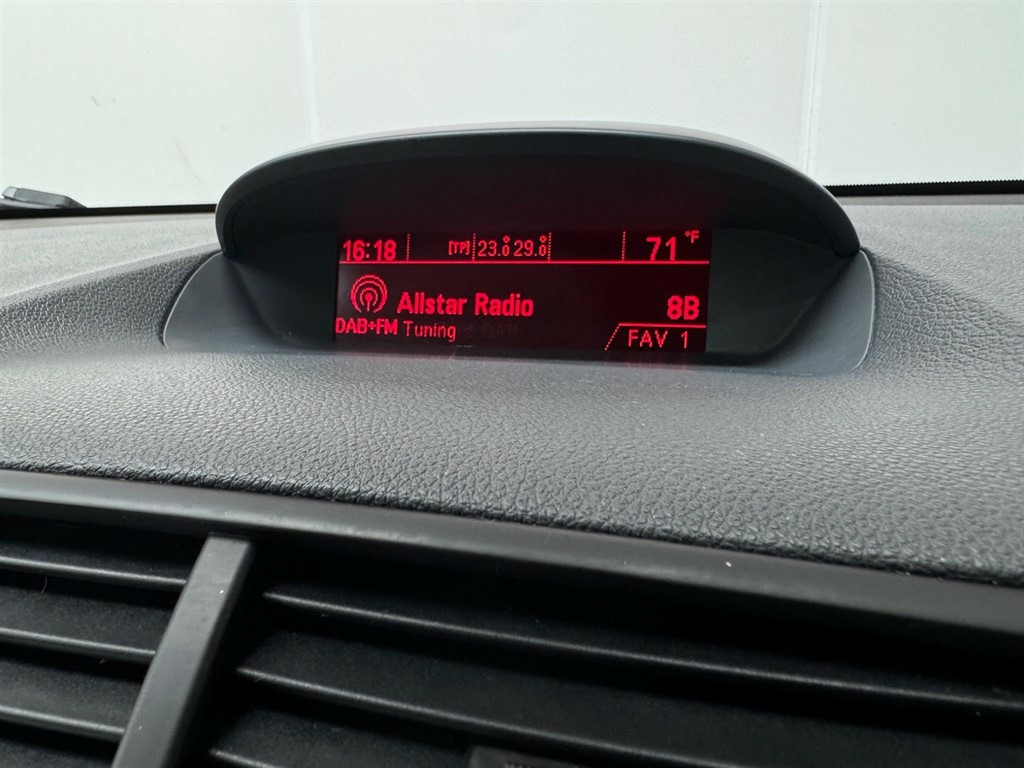 16:18 [TP] 23.0° 29.0° 71 °F
Allstar Radio 8B
DAB+FM Tuning FAV 1